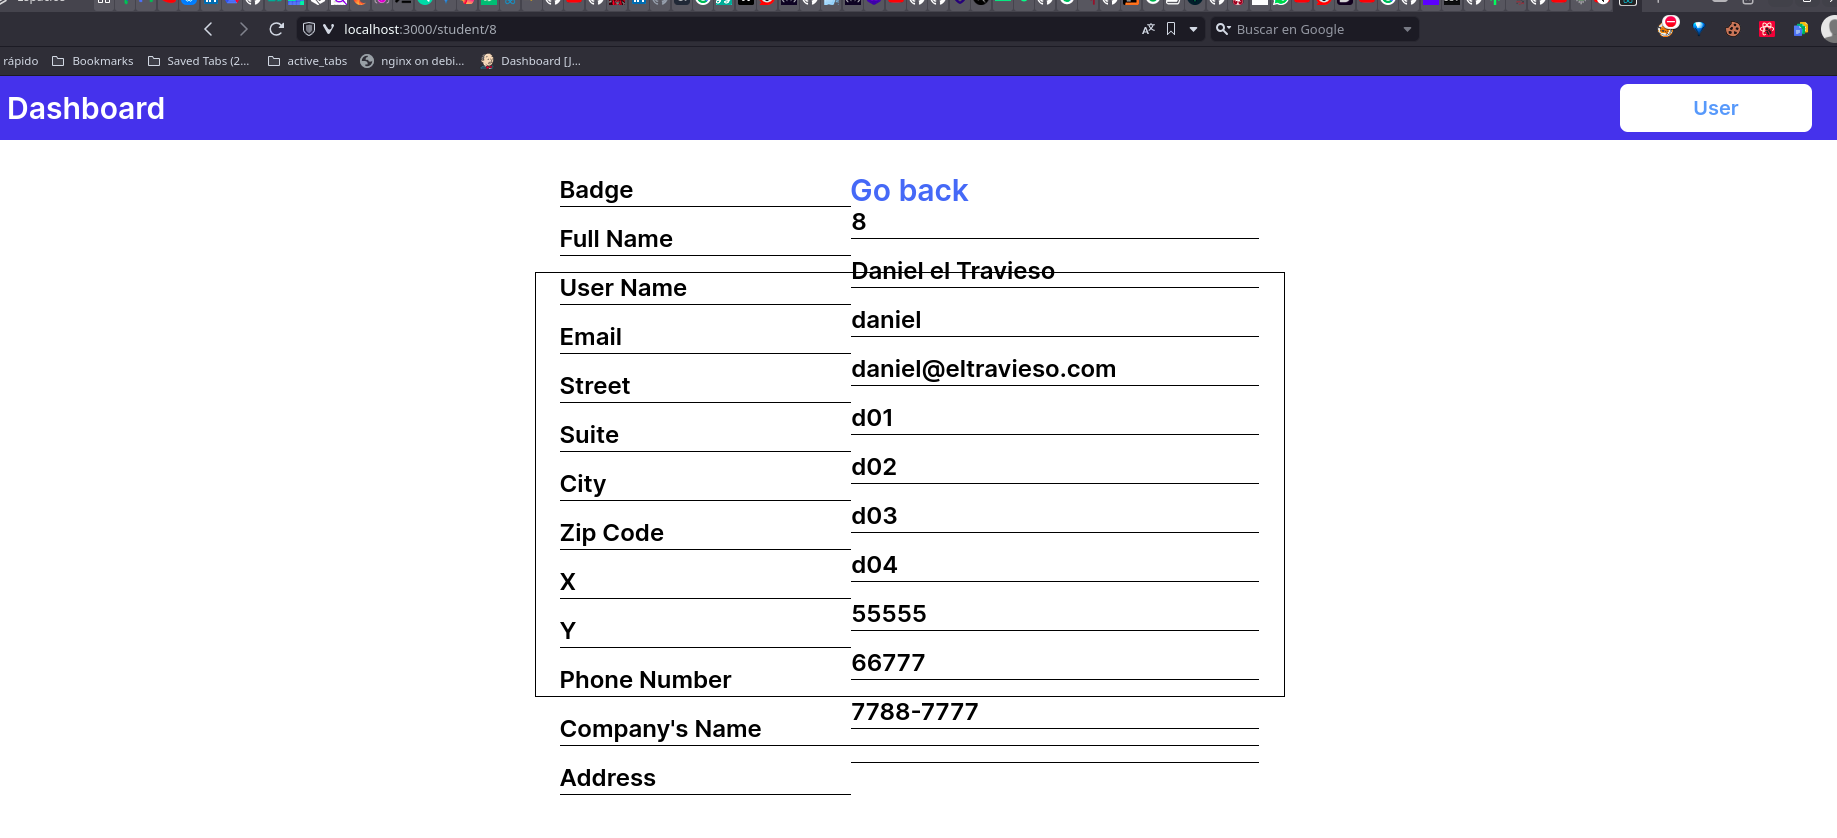 localhost:3000/student/8
Buscar en Google
rápido
Bookmarks
Saved Tabs (2...
active_tabs
nginx on debi...
Dashboard [J...
Dashboard
User
Go back
Badge
8
Full Name
Daniel el Travieso
User Name
daniel
Email
daniel@eltravieso.com
Street
d01
Suite
d02
City
d03
Zip Code
d04
X
55555
Y
66777
Phone Number
7788-7777
Company's Name
Address